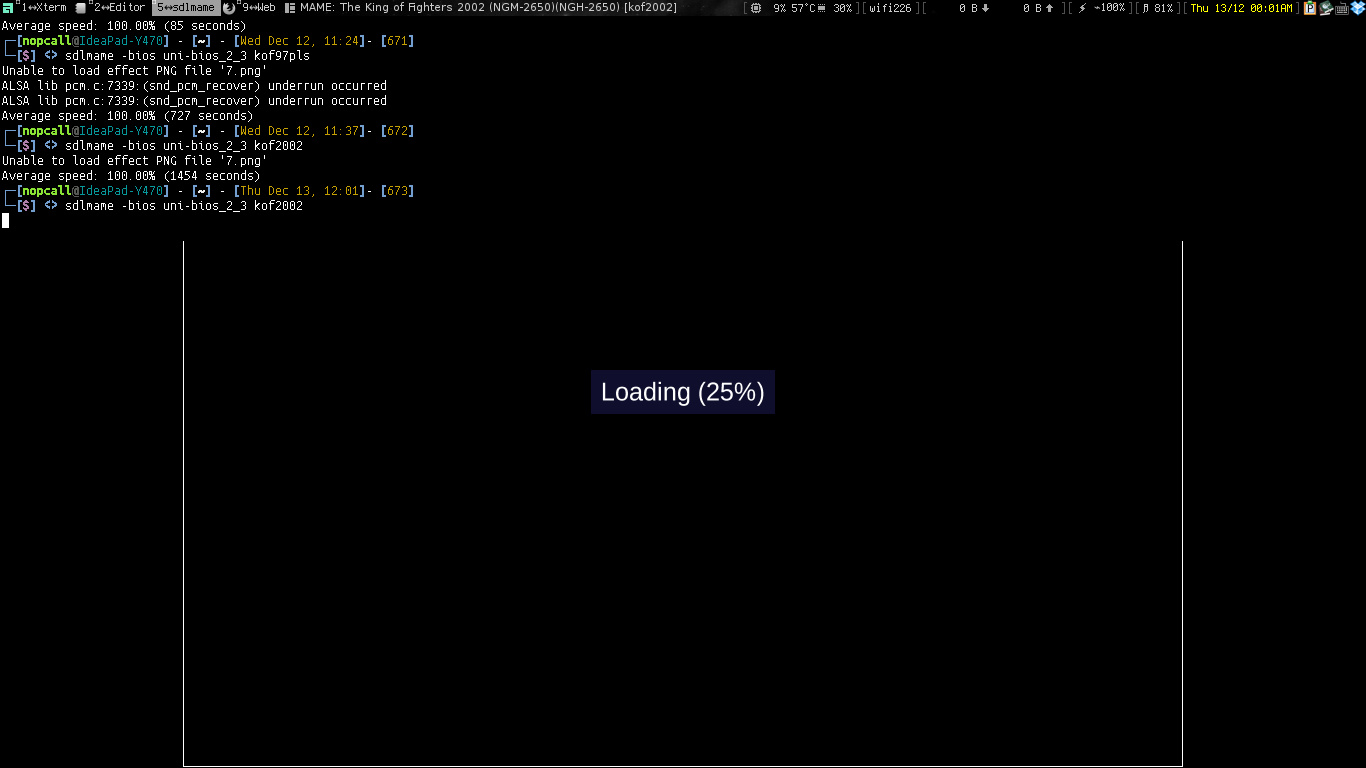 1↔Xterm 2↔Editor 5↔sdlmame 9↔Web MAME: The King of Fighters 2002 (NGM-2650)(NGH-2650) [kof2002] [ 9% 57°C 30% ][ wifi226 ][ 0 B 0 B ][ ~100% ][ 81% ][ Thu 13/12 00:01AM ]
Average speed: 100.00% (85 seconds)
┌─[nopcall@IdeaPad-Y470] - [~] - [Wed Dec 12, 11:24]- [671]
└─[$] <> sdlmame -bios uni-bios_2_3 kof97pls
Unable to load effect PNG file '7.png'
ALSA lib pcm.c:7339:(snd_pcm_recover) underrun occurred
ALSA lib pcm.c:7339:(snd_pcm_recover) underrun occurred
Average speed: 100.00% (727 seconds)
┌─[nopcall@IdeaPad-Y470] - [~] - [Wed Dec 12, 11:37]- [672]
└─[$] <> sdlmame -bios uni-bios_2_3 kof2002
Unable to load effect PNG file '7.png'
Average speed: 100.00% (1454 seconds)
┌─[nopcall@IdeaPad-Y470] - [~] - [Thu Dec 13, 12:01]- [673]
└─[$] <> sdlmame -bios uni-bios_2_3 kof2002
Loading (25%)